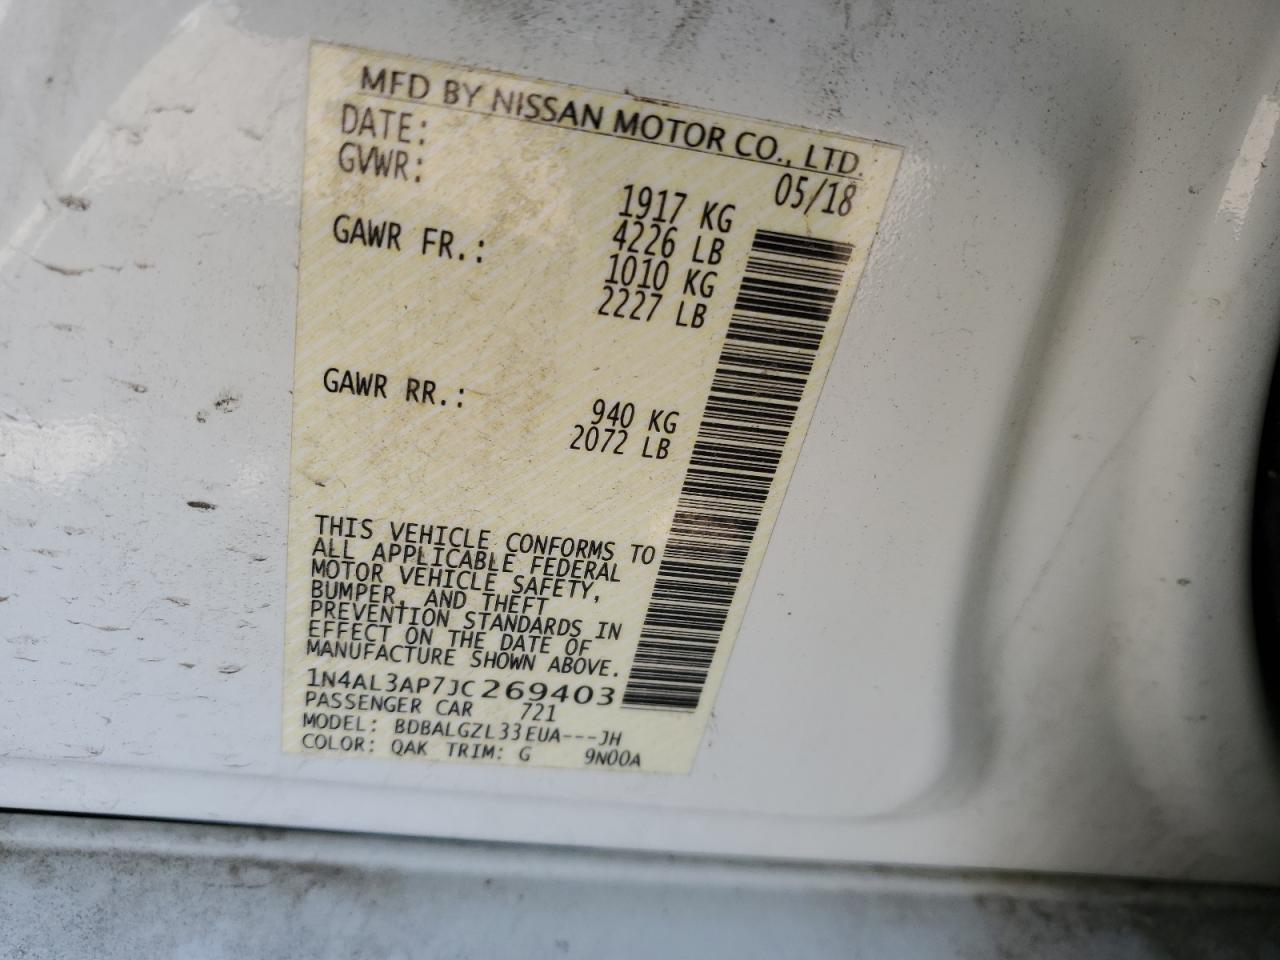 MFD BY NISSAN MOTOR CO., LTD.
DATE: 05/18
GVWR: 1917 KG
4226 LB
GAWR FR.: 1010 KG
2227 LB
GAWR RR.: 940 KG
2072 LB
THIS VEHICLE CONFORMS TO
ALL APPLICABLE FEDERAL
MOTOR VEHICLE SAFETY,
BUMPER, AND THEFT
PREVENTION STANDARDS IN
EFFECT ON THE DATE OF
MANUFACTURE SHOWN ABOVE.
1N4AL3AP7JC269403
PASSENGER CAR 721
MODEL: BDBALGZL33EUA---JH
COLOR: QAK TRIM: G 9N00A